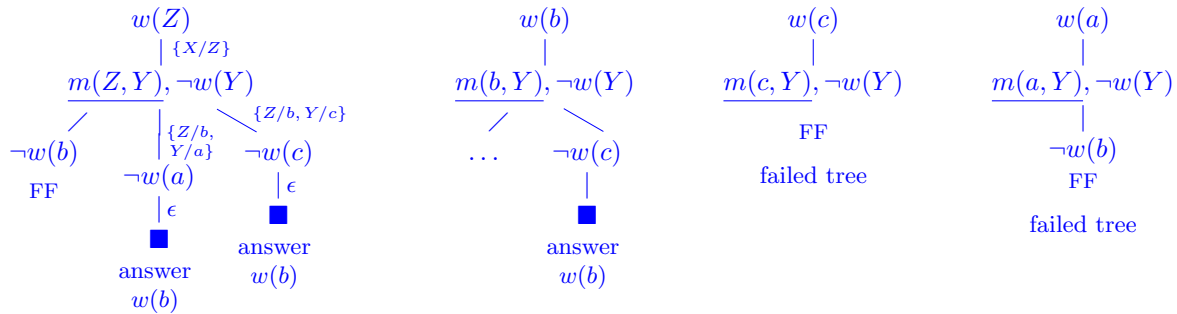 w(Z)
{X/Z}
m(Z, Y), ¬w(Y)
¬w(b)
FF
{Z/b,
Y/a}
¬w(a)
ϵ
■
answer
w(b)
{Z/b, Y/c}
¬w(c)
ϵ
■
answer
w(b)
w(b)
m(b, Y), ¬w(Y)
...
¬w(c)
■
answer
w(b)
w(c)
m(c, Y), ¬w(Y)
FF
failed tree
w(a)
m(a, Y), ¬w(Y)
¬w(b)
FF
failed tree